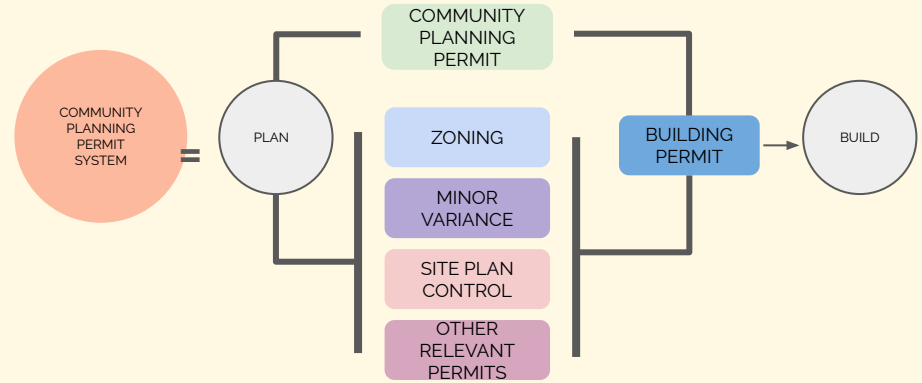 COMMUNITY
PLANNING
PERMIT
SYSTEM
=
PLAN
COMMUNITY
PLANNING
PERMIT
ZONING
MINOR
VARIANCE
SITE PLAN
CONTROL
OTHER
RELEVANT
PERMITS
BUILDING
PERMIT
BUILD